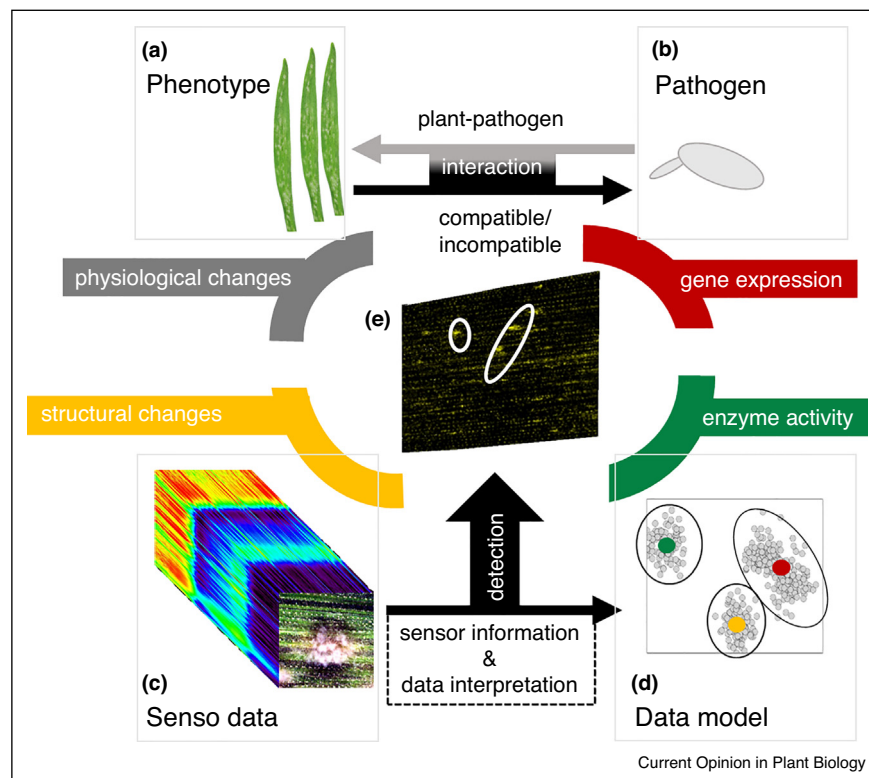 (a)
Phenotype
(b)
Pathogen
plant-pathogen
interaction
compatible/
incompatible
physiological changes
gene expression
(e)
structural changes
enzyme activity
detection
sensor information
&
data interpretation
(c)
Senso data
(d)
Data model
Current Opinion in Plant Biology